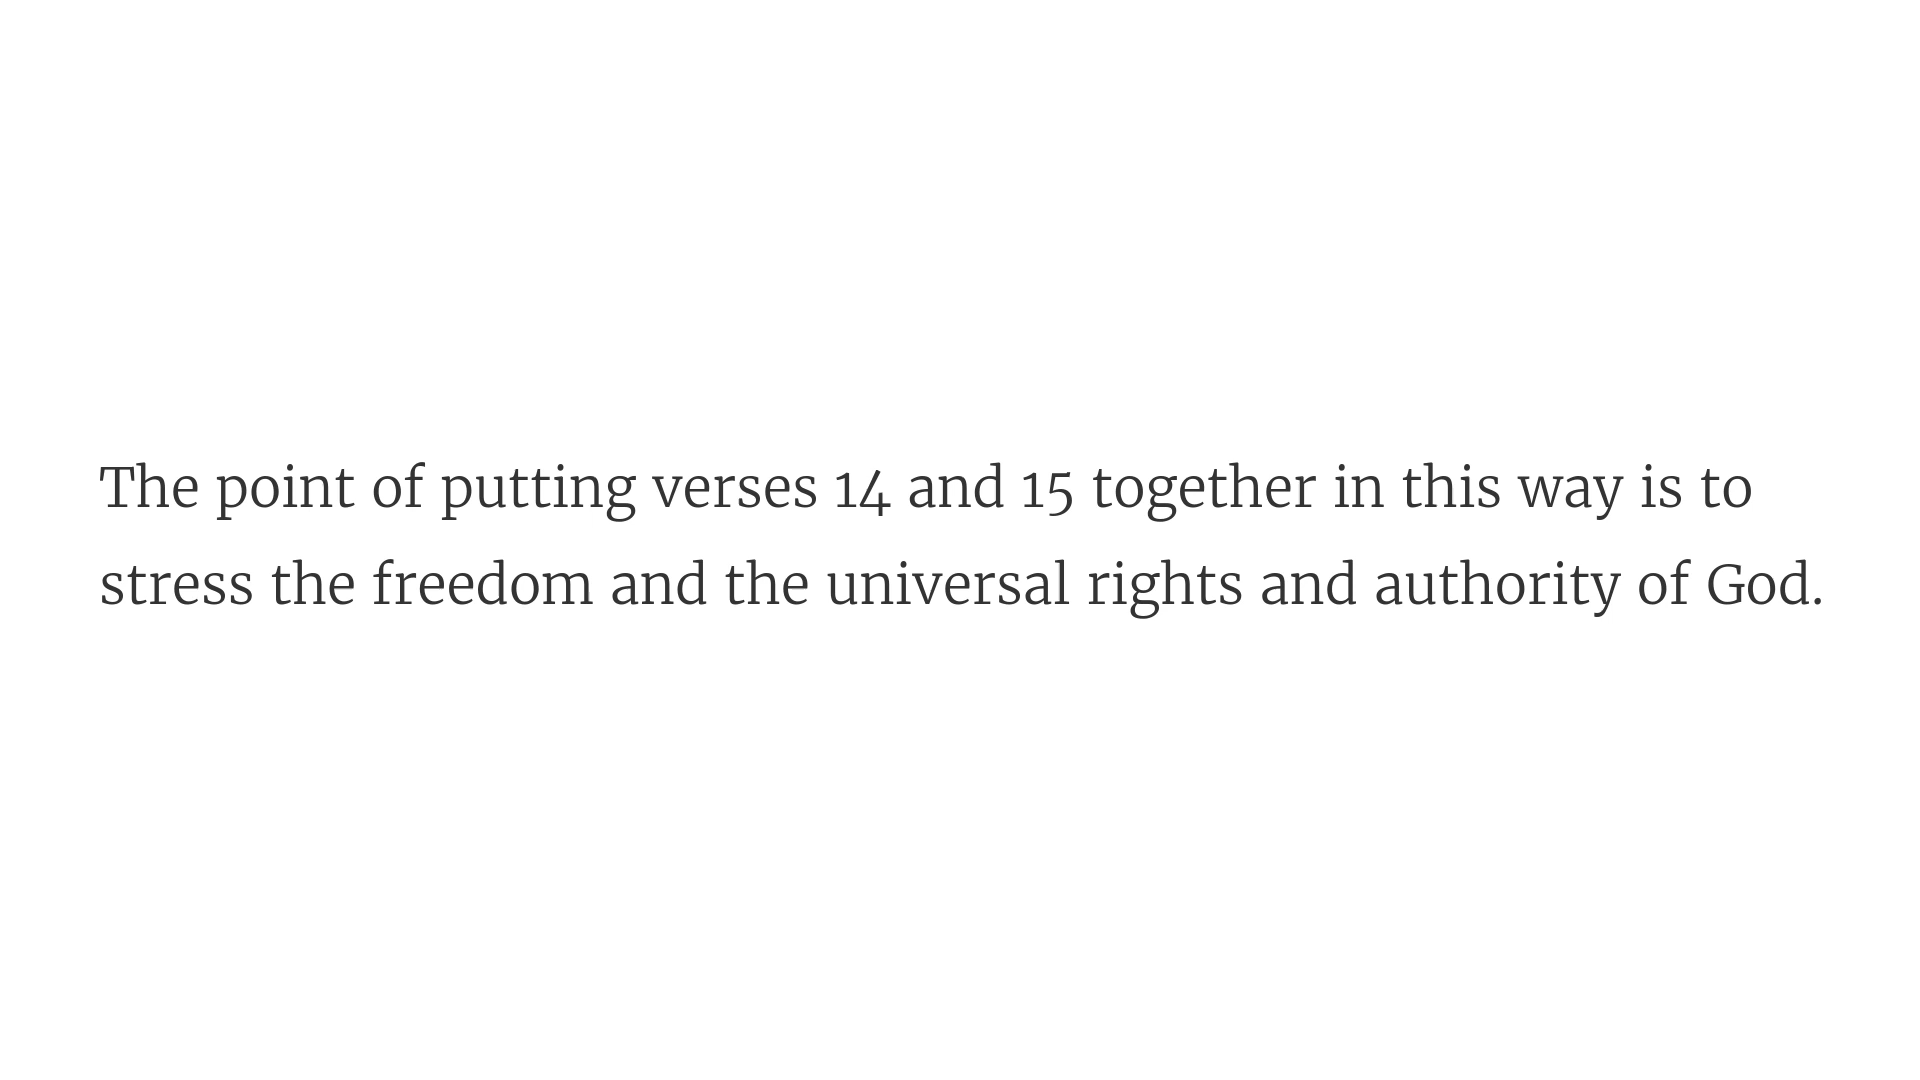 The point of putting verses 14 and 15 together in this way is to
stress the freedom and the universal rights and authority of God.